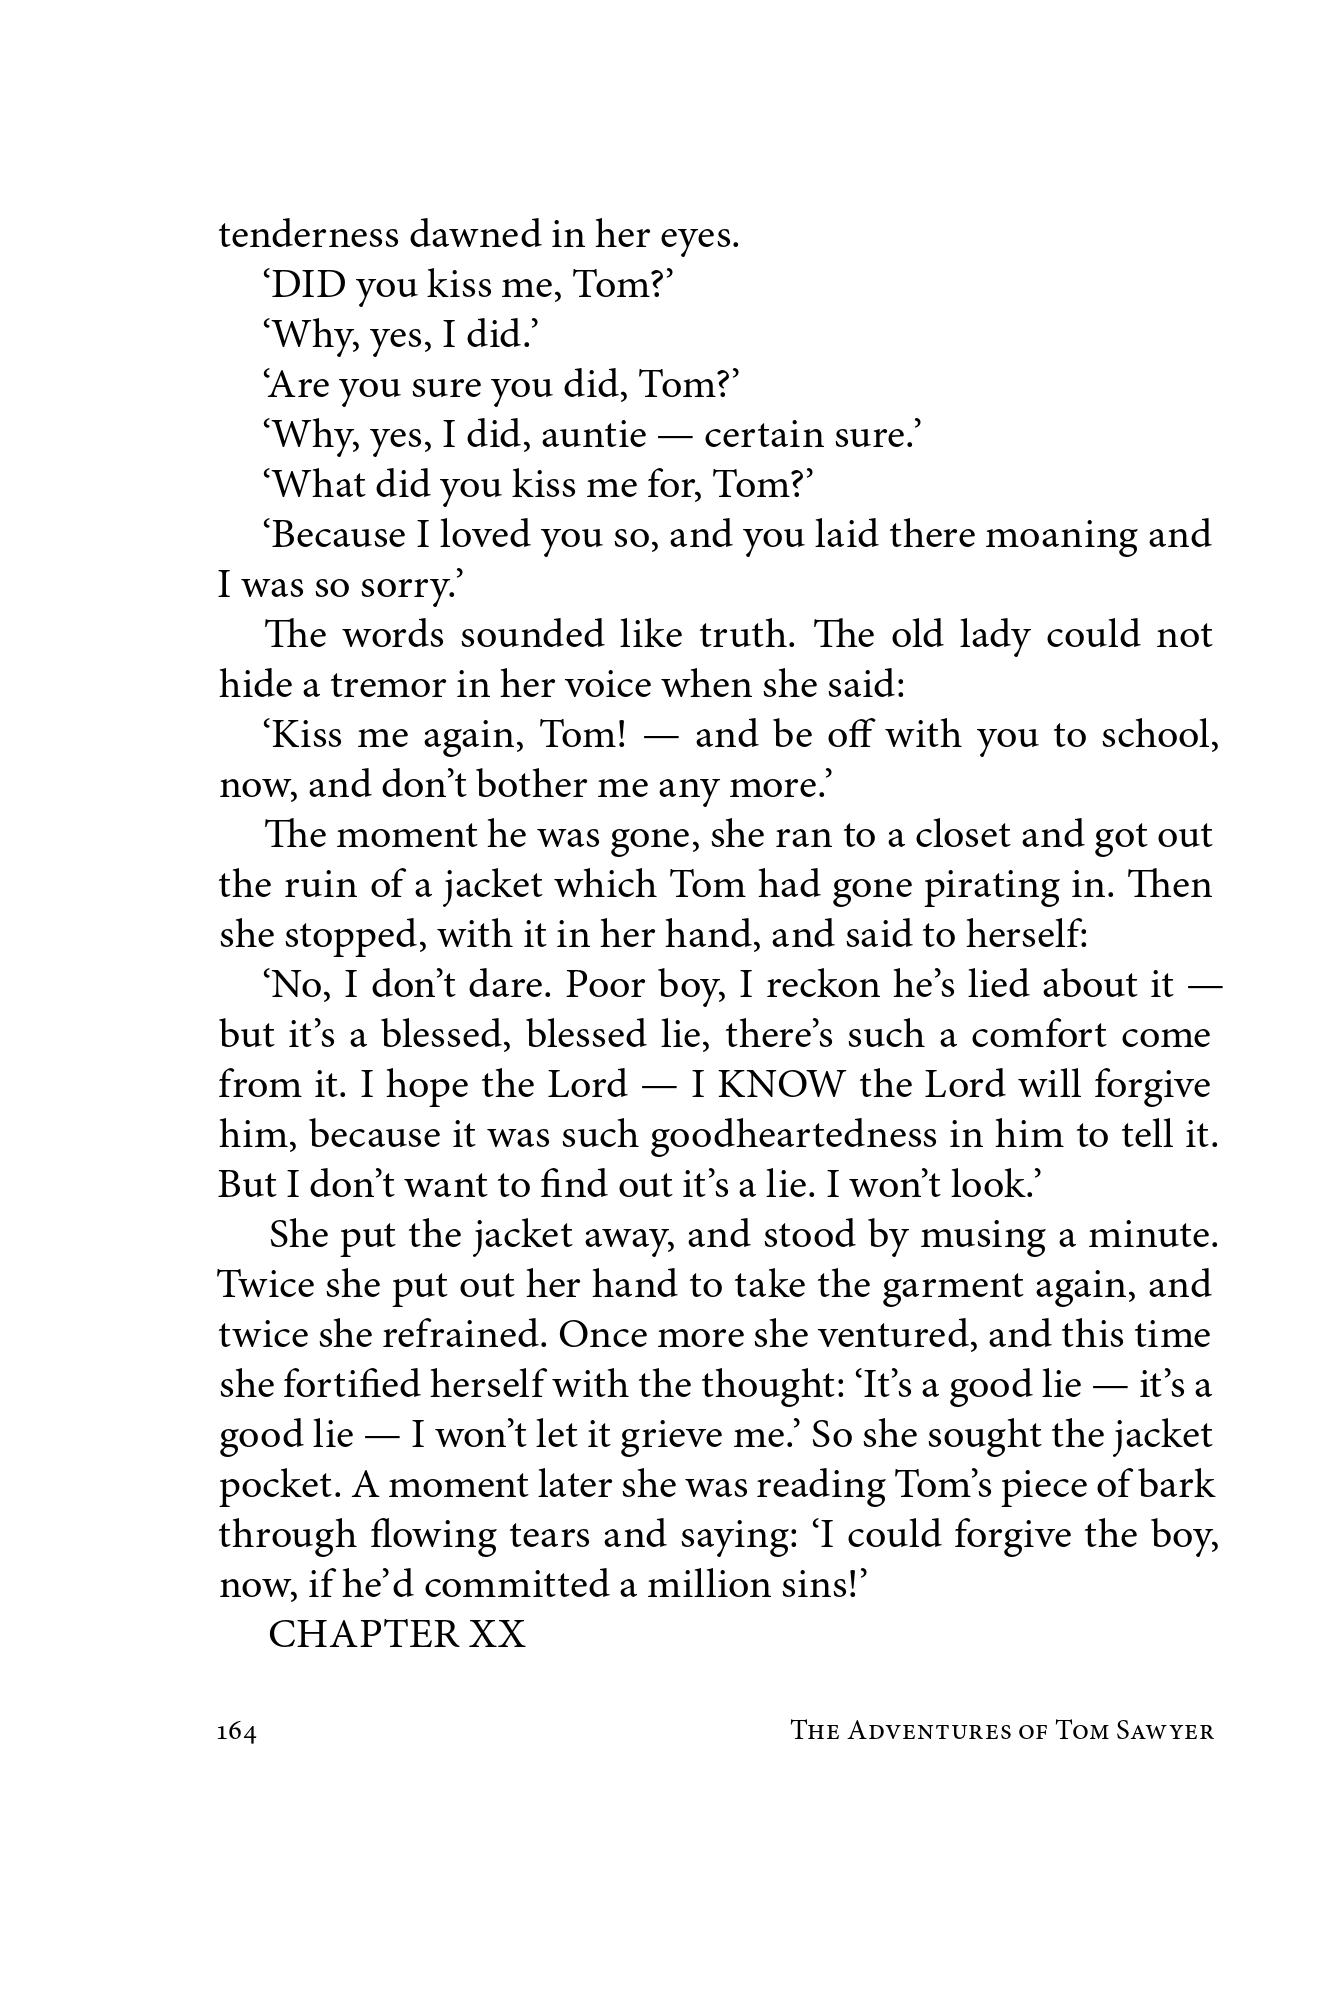 tenderness dawned in her eyes.
‘DID you kiss me, Tom?’
‘Why, yes, I did.’
‘Are you sure you did, Tom?’
‘Why, yes, I did, auntie — certain sure.’
‘What did you kiss me for, Tom?’
‘Because I loved you so, and you laid there moaning and
I was so sorry.’
The words sounded like truth. The old lady could not
hide a tremor in her voice when she said:
‘Kiss me again, Tom! — and be off with you to school,
now, and don’t bother me any more.’
The moment he was gone, she ran to a closet and got out
the ruin of a jacket which Tom had gone pirating in. Then
she stopped, with it in her hand, and said to herself:
‘No, I don’t dare. Poor boy, I reckon he’s lied about it —
but it’s a blessed, blessed lie, there’s such a comfort come
from it. I hope the Lord — I KNOW the Lord will forgive
him, because it was such goodheartedness in him to tell it.
But I don’t want to find out it’s a lie. I won’t look.’
She put the jacket away, and stood by musing a minute.
Twice she put out her hand to take the garment again, and
twice she refrained. Once more she ventured, and this time
she fortified herself with the thought: ‘It’s a good lie — it’s a
good lie — I won’t let it grieve me.’ So she sought the jacket
pocket. A moment later she was reading Tom’s piece of bark
through flowing tears and saying: ‘I could forgive the boy,
now, if he’d committed a million sins!’
CHAPTER XX
164 The Adventures of Tom Sawyer